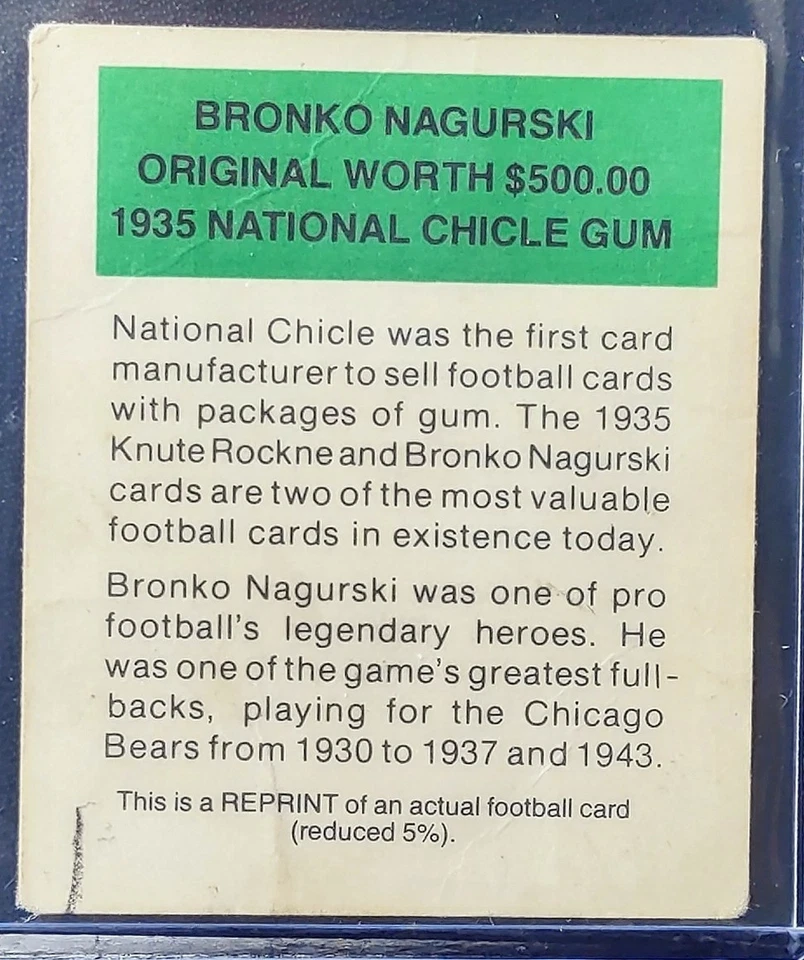 BRONKO NAGURSKI
ORIGINAL WORTH $500.00
1935 NATIONAL CHICLE GUM
National Chicle was the first card
manufacturer to sell football cards
with packages of gum. The 1935
Knute Rockne and Bronko Nagurski
cards are two of the most valuable
football cards in existence today.
Bronko Nagurski was one of pro
football's legendary heroes. He
was one of the game's greatest full-
backs, playing for the Chicago
Bears from 1930 to 1937 and 1943.
This is a REPRINT of an actual football card
(reduced 5%).